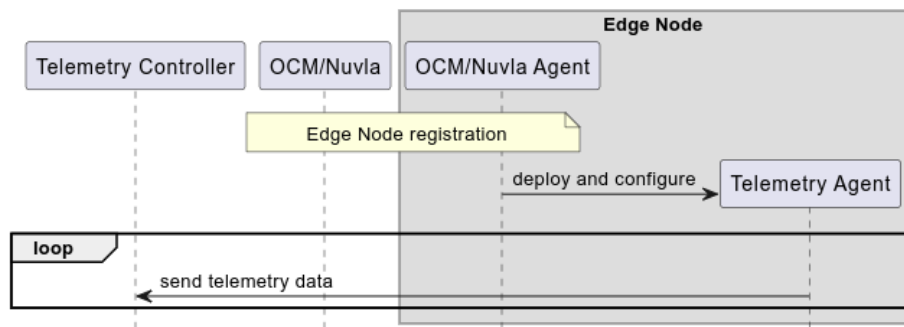 Edge Node
Telemetry Controller
OCM/Nuvla
OCM/Nuvla Agent
Edge Node registration
deploy and configure
Telemetry Agent
loop
send telemetry data